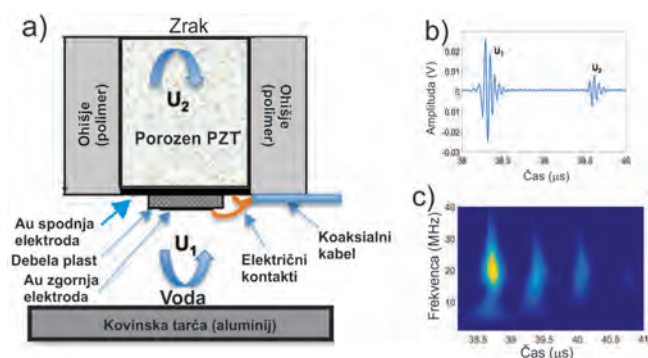 a)
Zrak
Ohišje
(polimer)
U2
Porozen PZT
Ohišje
(polimer)
Au spodnja
elektroda
Debela plast
Au zgornja
elektroda
U1
Voda
Električni
kontakti
Koaksialni
kabel
Kovinska tarča (aluminij)
b)
Amplituda (V)
0.02
0.01
0
-0.01
-0.02
-0.03
U1
U2
38
38.5
39
39.5
40
Čas (μs)
c)
Frekvenca (MHz)
40
30
20
10
38.5
39
39.5
40
40.5
41
Čas (μs)